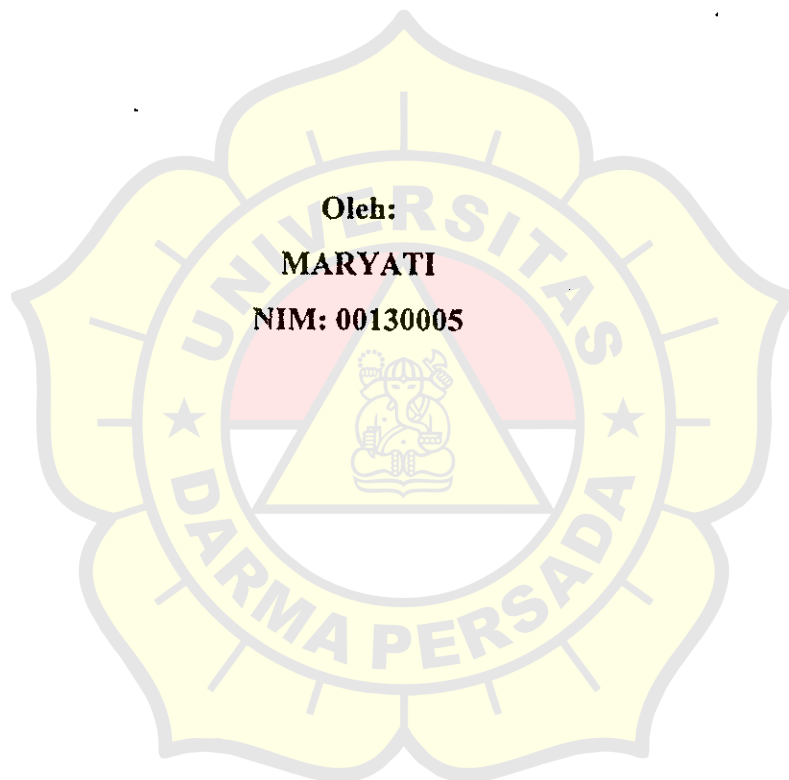 Oleh:
MARYATI
NIM: 00130005
UNIVERSITAS
DARMA PERSADA